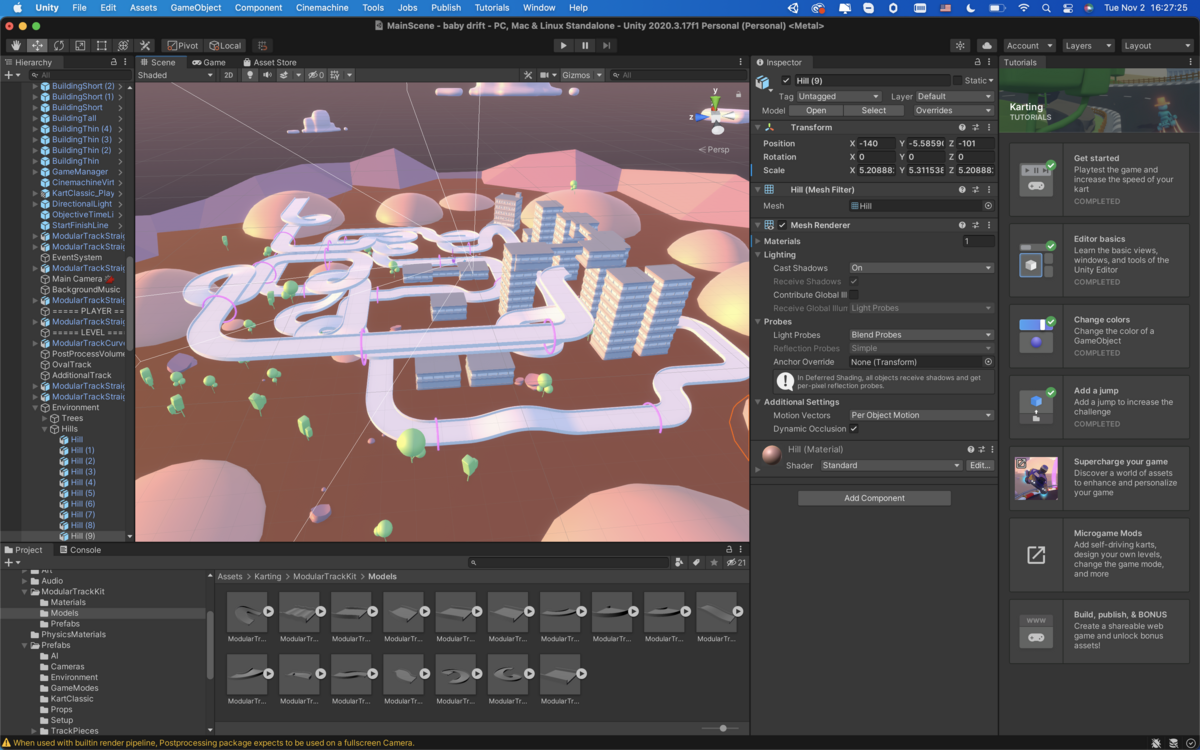 Unity File Edit Assets GameObject Component Cinemachine Tools Jobs Publish Tutorials Window Help Tue Nov 2 16:27:25
MainScene - baby drift - PC, Mac & Linux Standalone - Unity 2020.3.17f1 Personal (Personal) <Metal>
Pivot Local Account Layers Layout
Hierarchy
All
BuildingShort (2)
BuildingShort (1)
BuildingShort
BuildingTall
BuildingThin (4)
BuildingThin (3)
BuildingThin (2)
BuildingThin
GameManager
CinemachineVirt
KartClassic_Play
DirectionalLight
ObjectiveTimeLi
StartFinishLine
ModularTrackStraig
ModularTrackStraig
EventSystem
ModularTrackStraig
Main Camera
BackgroundMusic
ModularTrackStraig
===== PLAYER ==
ModularTrackStraig
===== LEVEL ==
ModularTrackCurv
PostProcessVolume
OvalTrack
AdditionalTrack
ModularTrackStraig
ModularTrackStraig
Environment
Trees
Hills
Hill
Hill (1)
Hill (2)
Hill (3)
Hill (4)
Hill (5)
Hill (6)
Hill (7)
Hill (8)
Hill (9)
Scene Game Asset Store
Shaded 2D 0 Gizmos All
y
z
Persp
Inspector
Hill (9) Static
Tag Untagged Layer Default
Model Open Select Overrides
Transform
Position X -140 Y -5.5859 Z -101
Rotation X 0 Y 0 Z 0
Scale X 5.20888 Y 5.311538 Z 5.20888
Hill (Mesh Filter)
Mesh Hill
Mesh Renderer
Materials 1
Lighting
Cast Shadows On
Receive Shadows
Contribute Global Ill
Receive Global Illun Light Probes
Probes
Light Probes Blend Probes
Reflection Probes Simple
Anchor Override None (Transform)
In Deferred Shading, all objects receive shadows and get
per-pixel reflection probes.
Additional Settings
Motion Vectors Per Object Motion
Dynamic Occlusion
Hill (Material)
Shader Standard Edit...
Add Component
Tutorials
Karting
TUTORIALS
Get started
Playtest the game and
increase the speed of your
kart
COMPLETED
Editor basics
Learn the basic views,
windows, and tools of the
Unity Editor
COMPLETED
Change colors
Change the color of a
GameObject
COMPLETED
Add a jump
Add a jump to increase the
challenge
COMPLETED
Supercharge your game
Discover a world of assets
to enhance and personalize
your game
Microgame Mods
Add self-driving karts,
design your own levels,
change the game mode,
and more
WWW
Build, publish, & BONUS
Create a shareable web
game and unlock bonus
assets!
Project Console
21
Art
Audio
ModularTrackKit
Materials
Models
Prefabs
PhysicsMaterials
Prefabs
AI
Cameras
Environment
GameModes
KartClassic
Props
Setup
TrackPieces
Assets > Karting > ModularTrackKit > Models
ModularTr... ModularTr... ModularTr... ModularTr... ModularTr... ModularTr... ModularTr... ModularTr... ModularTr... ModularTr...
ModularTr... ModularTr... ModularTr... ModularTr... ModularTr... ModularTr... ModularTr...
When used with builtin render pipeline, Postprocessing package expects to be used on a fullscreen Camera.